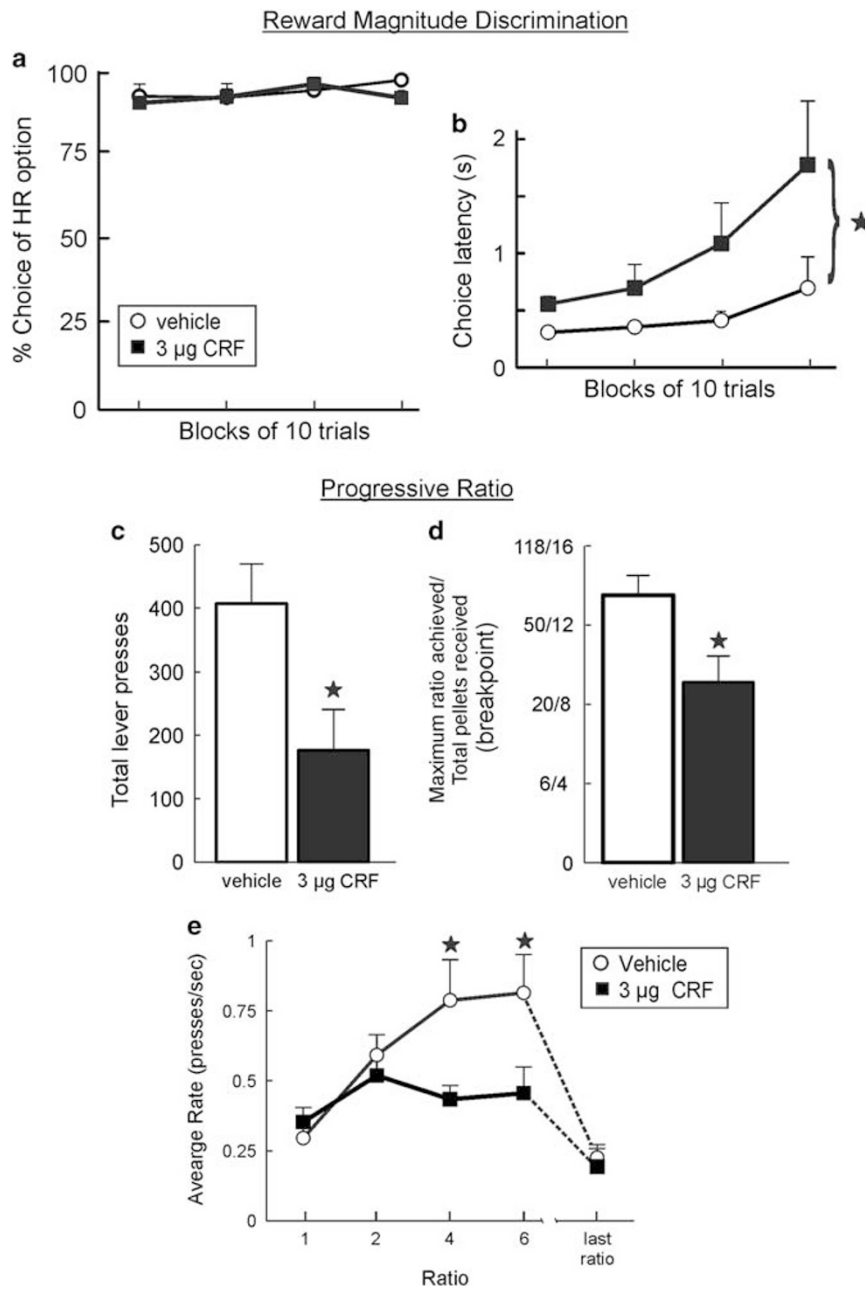 Reward Magnitude Discrimination
a
100
75
50
25
0
% Choice of HR option
vehicle
3 µg CRF
Blocks of 10 trials
b
2
1
0
Choice latency (s)
Blocks of 10 trials
Progressive Ratio
c
500
400
300
200
100
0
Total lever presses
vehicle
3 µg CRF
d
118/16
50/12
20/8
6/4
0
Maximum ratio achieved/
Total pellets received
(breakpoint)
vehicle
3 µg CRF
e
1
0.75
0.5
0.25
0
Avearge Rate (presses/sec)
Vehicle
3 µg CRF
1
2
4
6
last
ratio
Ratio